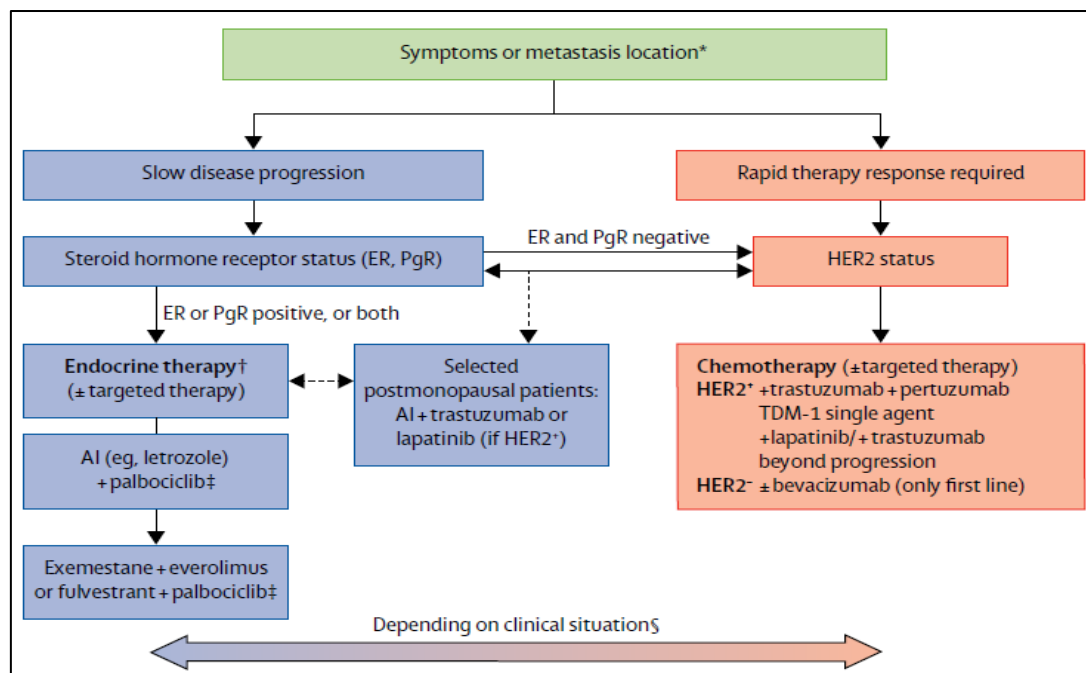 Symptoms or metastasis location*
Slow disease progression
Rapid therapy response required
Steroid hormone receptor status (ER, PgR)
ER and PgR negative
HER2 status
ER or PgR positive, or both
Endocrine therapy†
(± targeted therapy)
Selected
postmonopausal patients:
AI + trastuzumab or
lapatinib (if HER2⁺)
Chemotherapy (± targeted therapy)
HER2⁺ + trastuzumab + pertuzumab
TDM-1 single agent
+ lapatinib/ + trastuzumab
beyond progression
HER2⁻ ± bevacizumab (only first line)
AI (eg, letrozole)
+ palbociclib‡
Exemestane + everolimus
or fulvestrant + palbociclib‡
Depending on clinical situation§